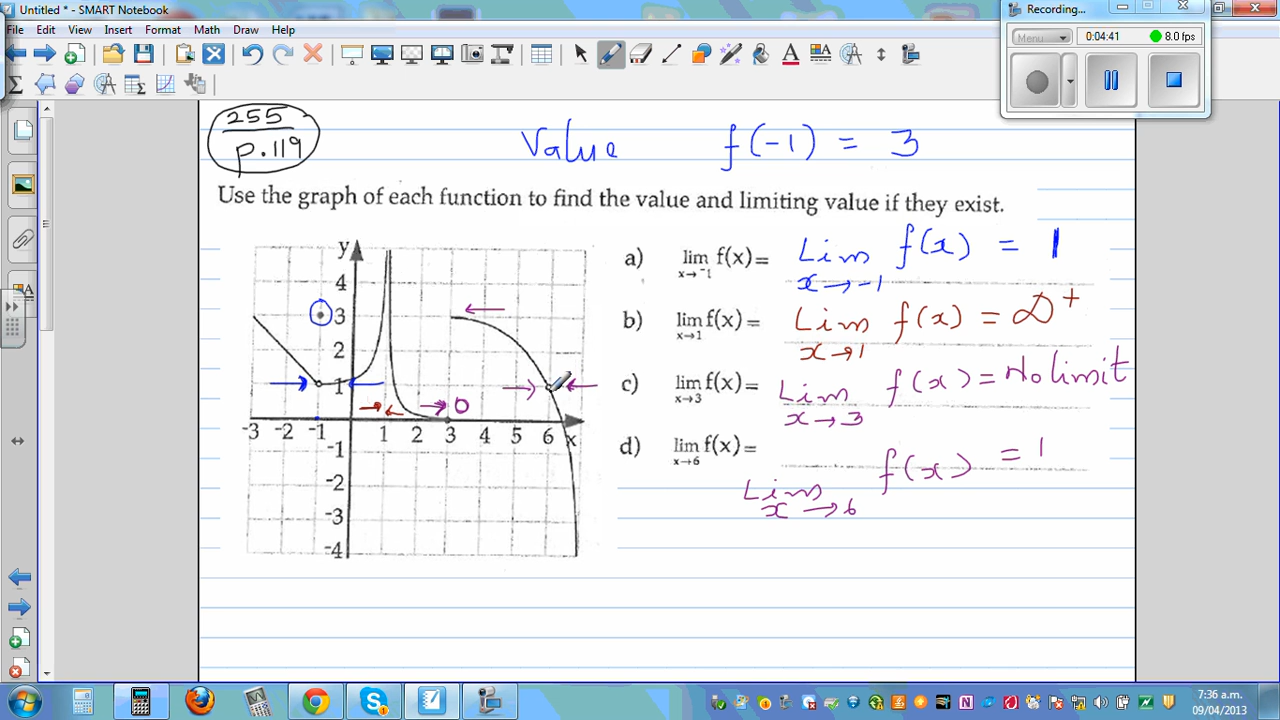 Untitled * - SMART Notebook
File Edit View Insert Format Math Draw Help
Recording...
Menu 0:04:41 8.0 fps
255
p.119
Value f(-1) = 3
Use the graph of each function to find the value and limiting value if they exist.
a) lim f(x)=
x→-1
Lim f(x) = 1
x→-1
b) lim f(x)=
x→1
Lim f(x) = ∞+
x→1
c) lim f(x)=
x→3
Lim f(x)= No limit
x→3
d) lim f(x)=
x→6
Lim f(x) = 1
x→6
y
4
3
2
1
0
-3 -2 -1 1 2 3 4 5 6 x
-1
-2
-3
-4
7:36 a.m.
09/04/2013